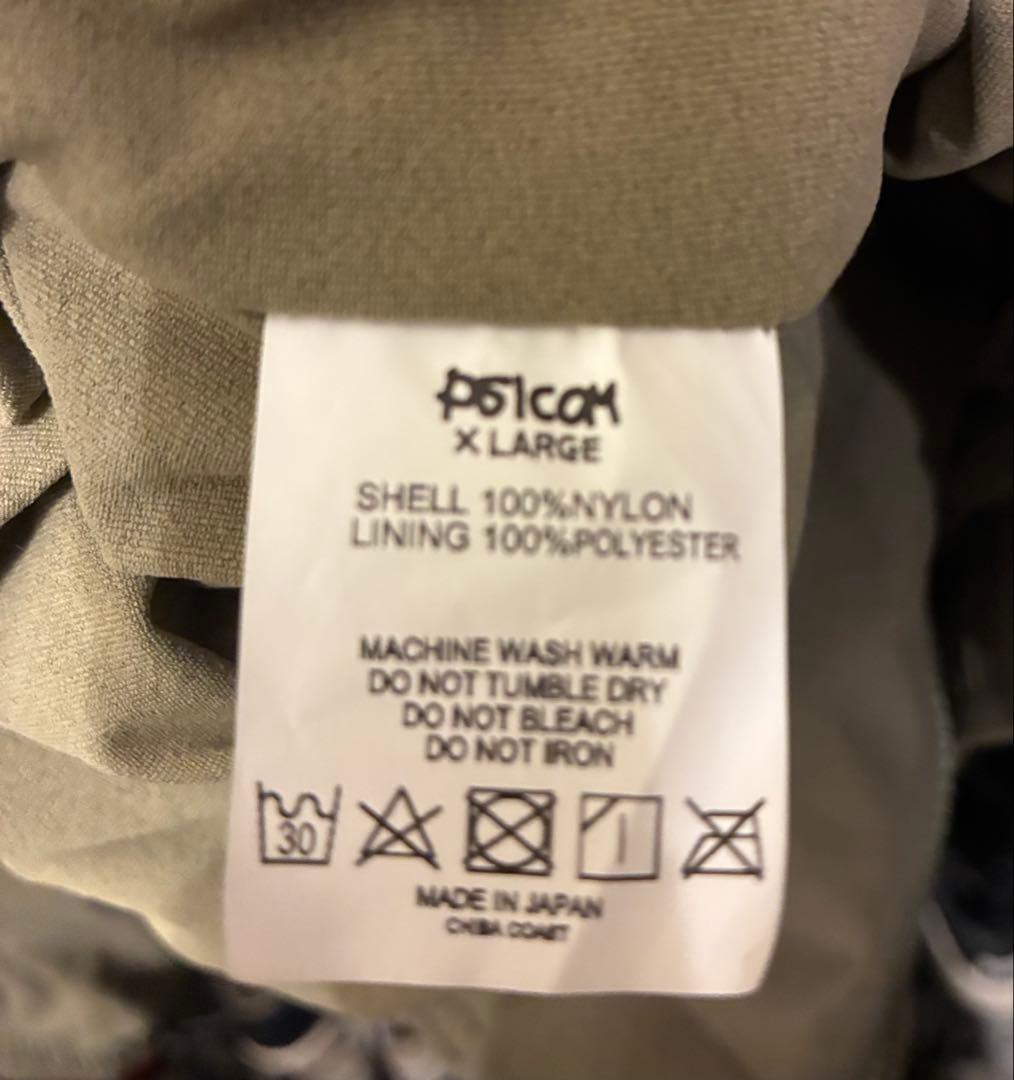 PSICOM
X LARGE
SHELL 100%NYLON
LINING 100%POLYESTER
MACHINE WASH WARM
DO NOT TUMBLE DRY
DO NOT BLEACH
DO NOT IRON
30
MADE IN JAPAN
CHIBA COAST